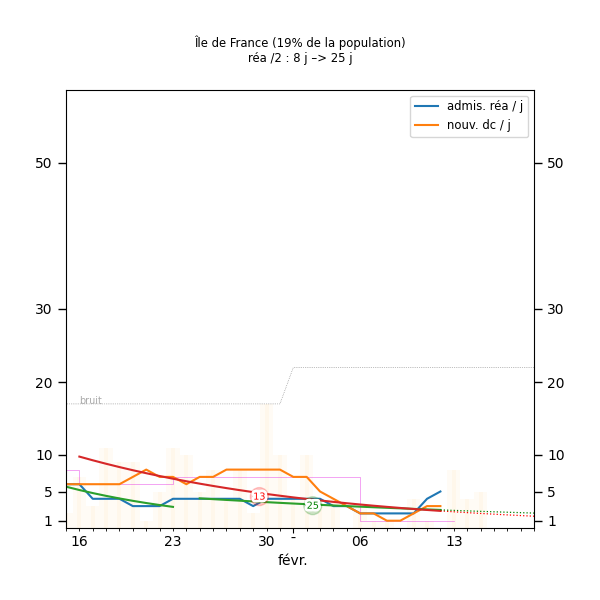 Île de France (19% de la population)
réa /2 : 8 j –> 25 j
admis. réa / j
nouv. dc / j
50 50
30 30
20 20
bruit
10 10
5 5
13
25
1 1
16 23 30 - 06 13
févr.